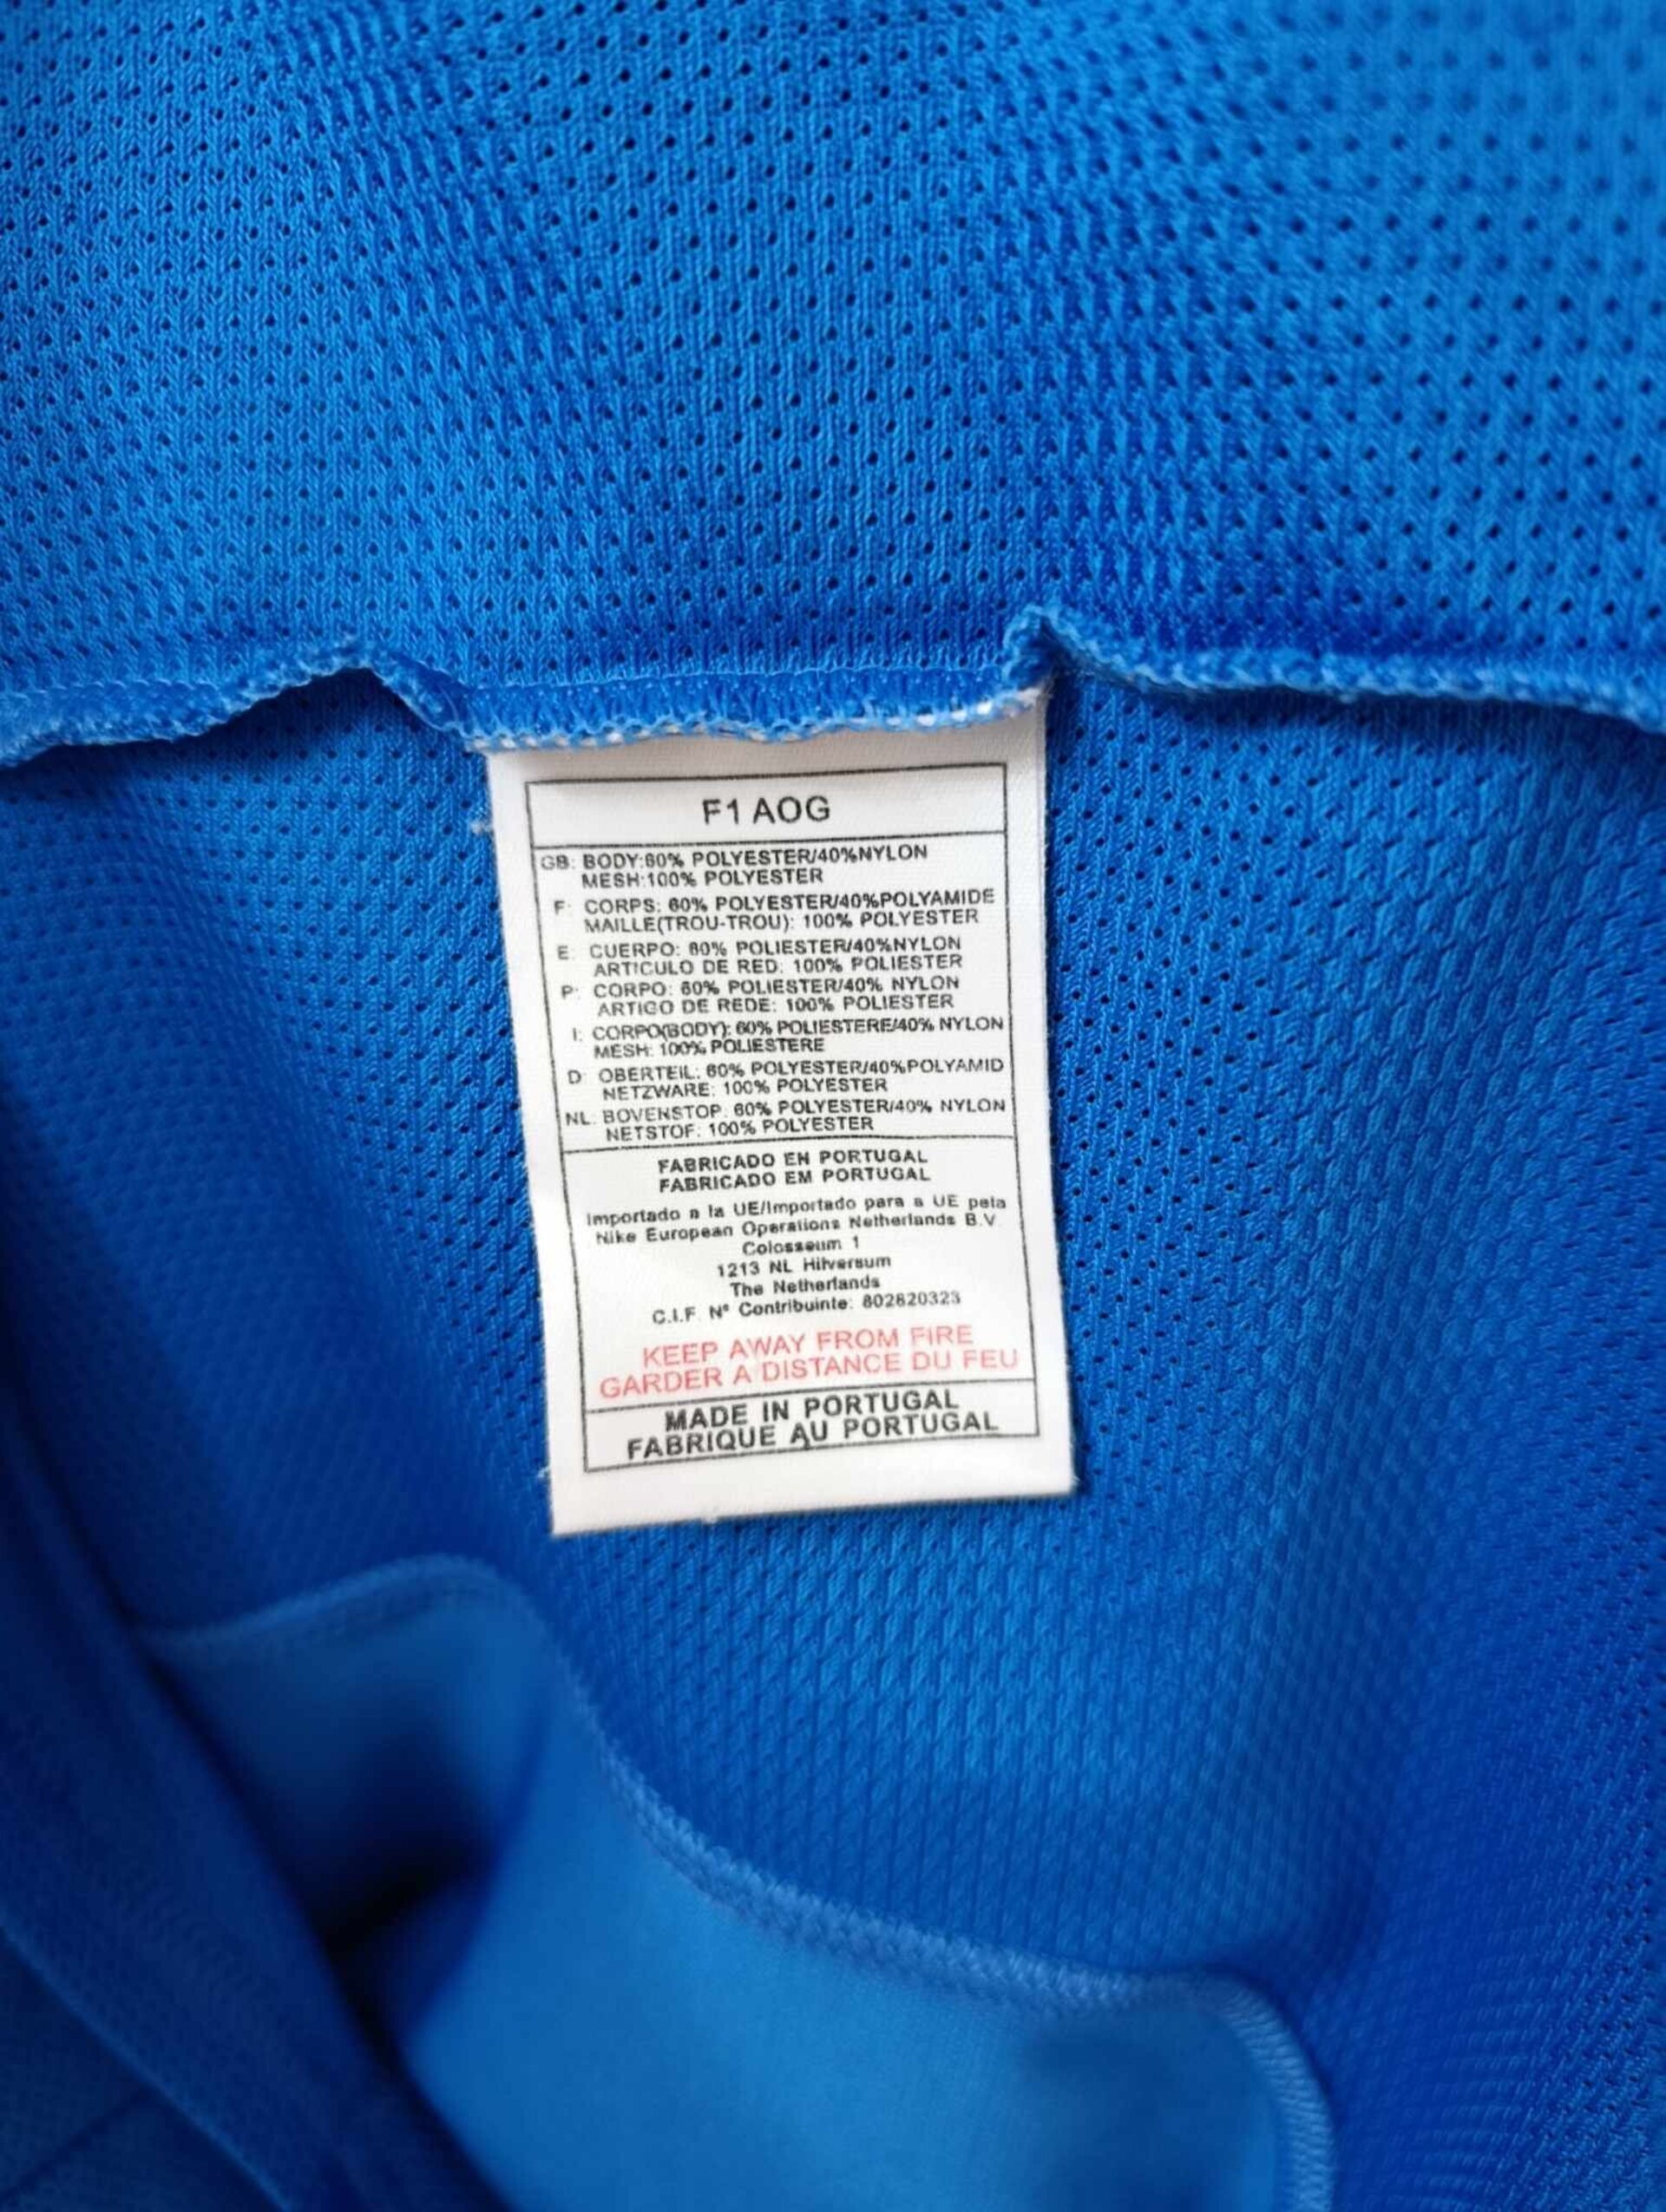 F1 AOG
GB: BODY:60% POLYESTER/40%NYLON
MESH:100% POLYESTER
F: CORPS: 60% POLYESTER/40%POLYAMIDE
MAILLE(TROU-TROU): 100% POLYESTER
E: CUERPO: 60% POLIESTER/40%NYLON
ARTICULO DE RED: 100% POLIESTER
P: CORPO: 60% POLIESTER/40% NYLON
ARTIGO DE REDE: 100% POLIESTER
I: CORPO(BODY): 60% POLIESTERE/40% NYLON
MESH: 100% POLIESTERE
D: OBERTEIL: 60% POLYESTER/40%POLYAMID
NETZWARE: 100% POLYESTER
NL: BOVENSTOP: 60% POLYESTER/40% NYLON
NETSTOF: 100% POLYESTER
FABRICADO EN PORTUGAL
FABRICADO EM PORTUGAL
Importado a la UE/Importado para a UE pela
Nike European Operations Netherlands B.V
Colosseum 1
1213 NL Hilversum
The Netherlands
C.I.F. Nº Contribuinte: 802820323
KEEP AWAY FROM FIRE
GARDER A DISTANCE DU FEU
MADE IN PORTUGAL
FABRIQUE AU PORTUGAL